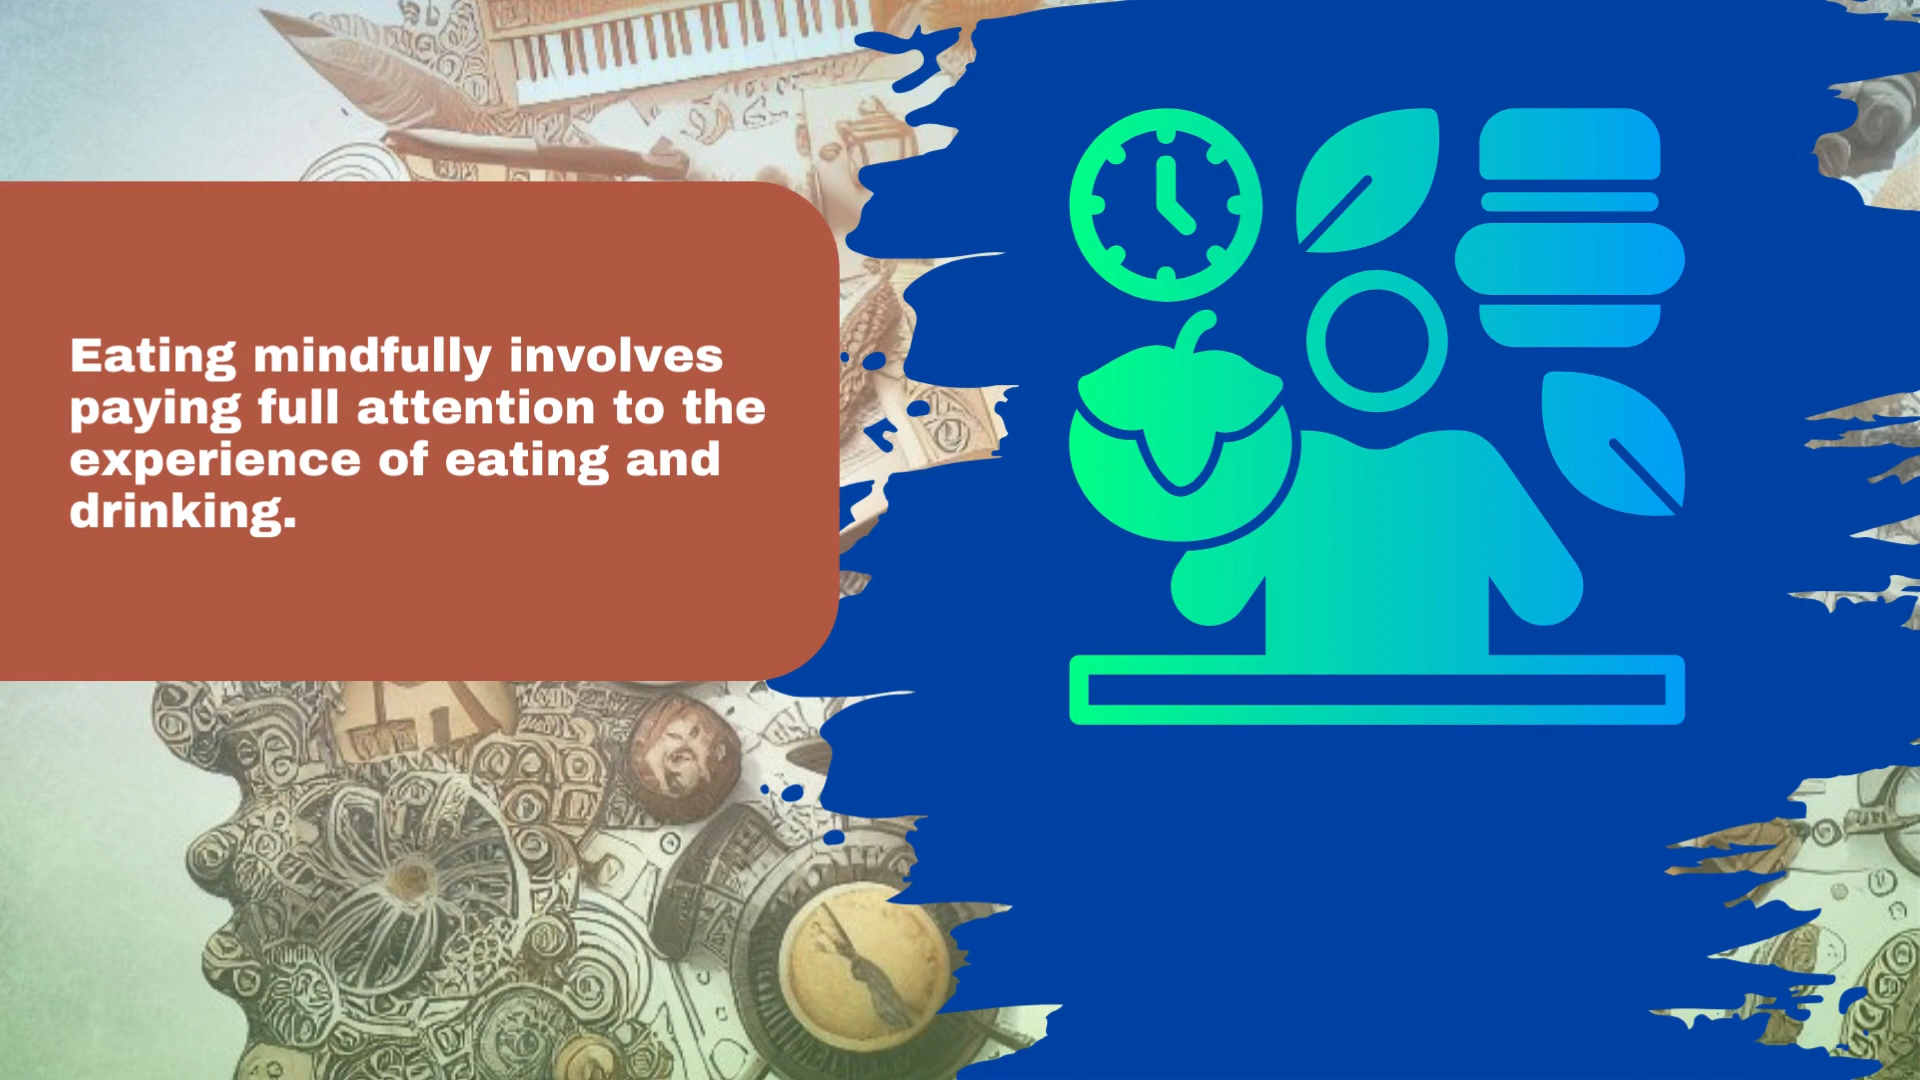 Eating mindfully involves
paying full attention to the
experience of eating and
drinking.